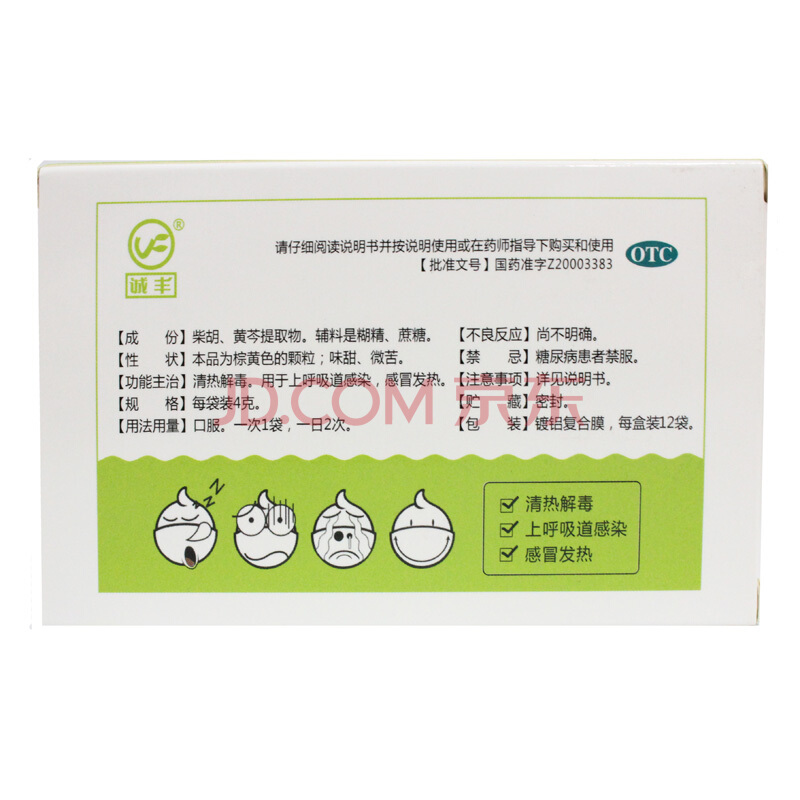 诚丰
®
请仔细阅读说明书并按说明使用或在药师指导下购买和使用
【批准文号】国药准字Z20003383
OTC
【成　份】柴胡、黄芩提取物。辅料是糊精、蔗糖。
【性　状】本品为棕黄色的颗粒；味甜、微苦。
【功能主治】清热解毒。用于上呼吸道感染，感冒发热。
【规　格】每袋装4克。
【用法用量】口服。一次1袋，一日2次。
【不良反应】尚不明确。
【禁　忌】糖尿病患者禁服。
【注意事项】详见说明书。
【贮　藏】密封。
【包　装】镀铝复合膜，每盒装12袋。
JD.COM 京东
ZZZ
清热解毒
上呼吸道感染
感冒发热